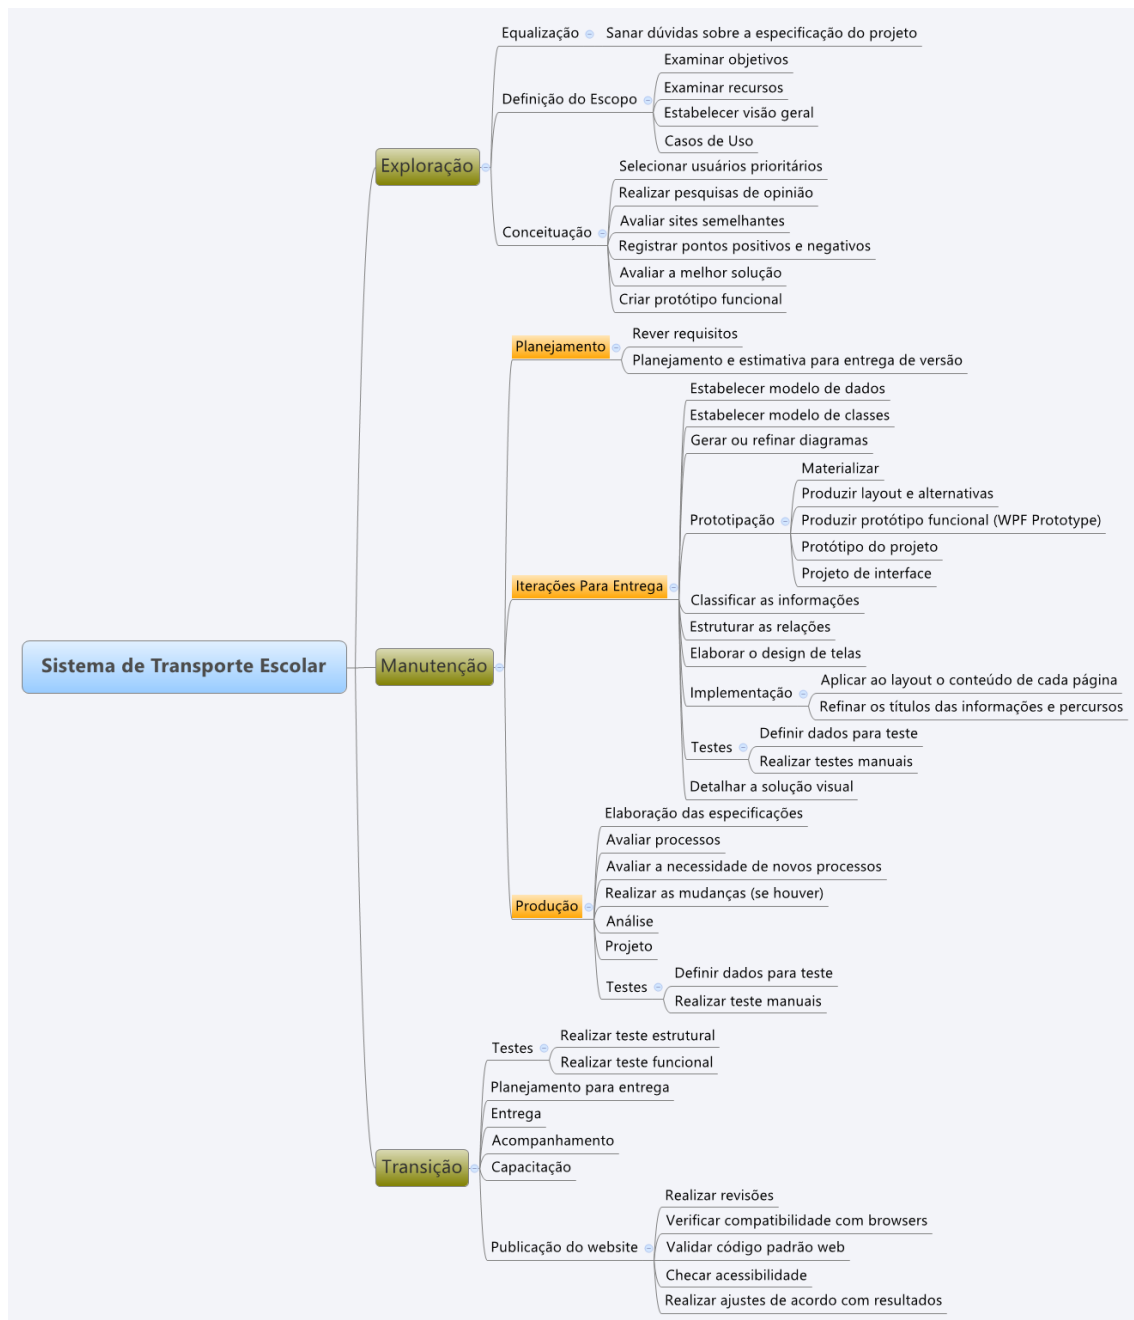 Sistema de Transporte Escolar
Exploração
Equalização
Sanar dúvidas sobre a especificação do projeto
Definição do Escopo
Examinar objetivos
Examinar recursos
Estabelecer visão geral
Casos de Uso
Conceituação
Selecionar usuários prioritários
Realizar pesquisas de opinião
Avaliar sites semelhantes
Registrar pontos positivos e negativos
Avaliar a melhor solução
Criar protótipo funcional
Manutenção
Planejamento
Rever requisitos
Planejamento e estimativa para entrega de versão
Iterações Para Entrega
Estabelecer modelo de dados
Estabelecer modelo de classes
Gerar ou refinar diagramas
Prototipação
Materializar
Produzir layout e alternativas
Produzir protótipo funcional (WPF Prototype)
Protótipo do projeto
Projeto de interface
Classificar as informações
Estruturar as relações
Elaborar o design de telas
Implementação
Aplicar ao layout o conteúdo de cada página
Refinar os títulos das informações e percursos
Testes
Definir dados para teste
Realizar testes manuais
Detalhar a solução visual
Produção
Elaboração das especificações
Avaliar processos
Avaliar a necessidade de novos processos
Realizar as mudanças (se houver)
Análise
Projeto
Testes
Definir dados para teste
Realizar teste manuais
Transição
Testes
Realizar teste estrutural
Realizar teste funcional
Planejamento para entrega
Entrega
Acompanhamento
Capacitação
Publicação do website
Realizar revisões
Verificar compatibilidade com browsers
Validar código padrão web
Checar acessibilidade
Realizar ajustes de acordo com resultados